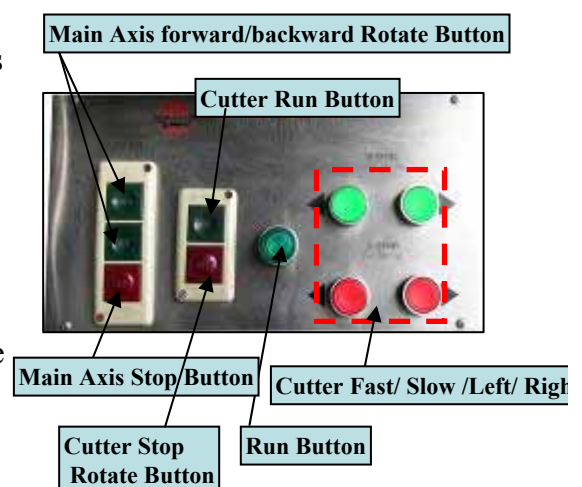 Main Axis forward/backward Rotate Button
s
Cutter Run Button
e
Main Axis Stop Button
Cutter Fast/ Slow /Left/ Righ
Cutter Stop
Rotate Button
Run Button